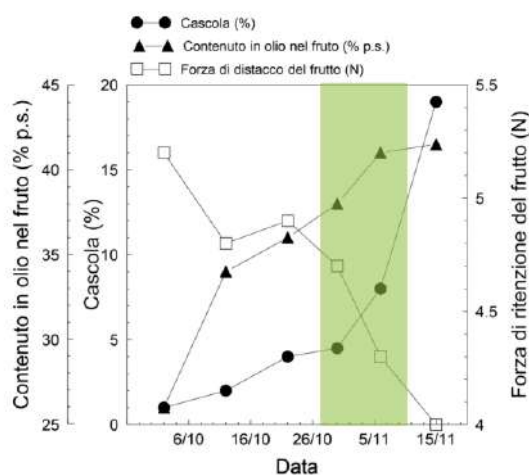 Cascola (%)
Contenuto in olio nel fruto (% p.s.)
Forza di distacco del frutto (N)
Contenuto in olio nel fruto (% p.s.)
45
40
35
30
25
Cascola (%)
20
15
10
5
0
5.5
5
4.5
4
Forza di ritenzione del frutto (N)
6/10 16/10 26/10 5/11 15/11
Data